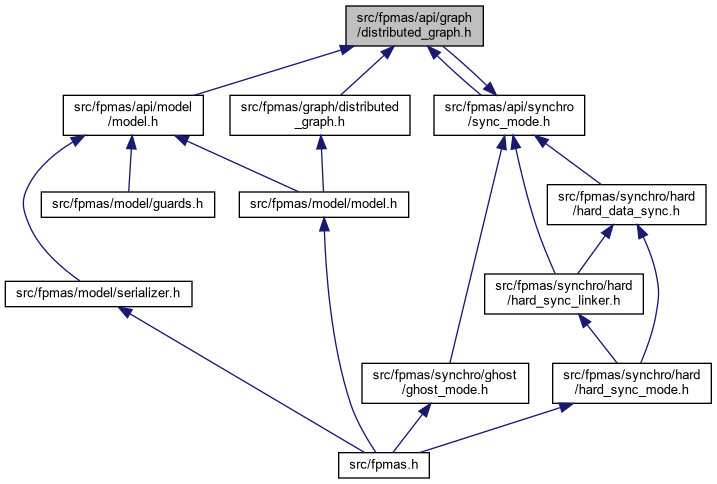 src/fpmas/api/graph
/distributed_graph.h
src/fpmas/api/model
/model.h
src/fpmas/graph/distributed
_graph.h
src/fpmas/api/synchro
/sync_mode.h
src/fpmas/model/guards.h
src/fpmas/model/model.h
src/fpmas/synchro/hard
/hard_data_sync.h
src/fpmas/model/serializer.h
src/fpmas/synchro/hard
/hard_sync_linker.h
src/fpmas/synchro/ghost
/ghost_mode.h
src/fpmas/synchro/hard
/hard_sync_mode.h
src/fpmas.h